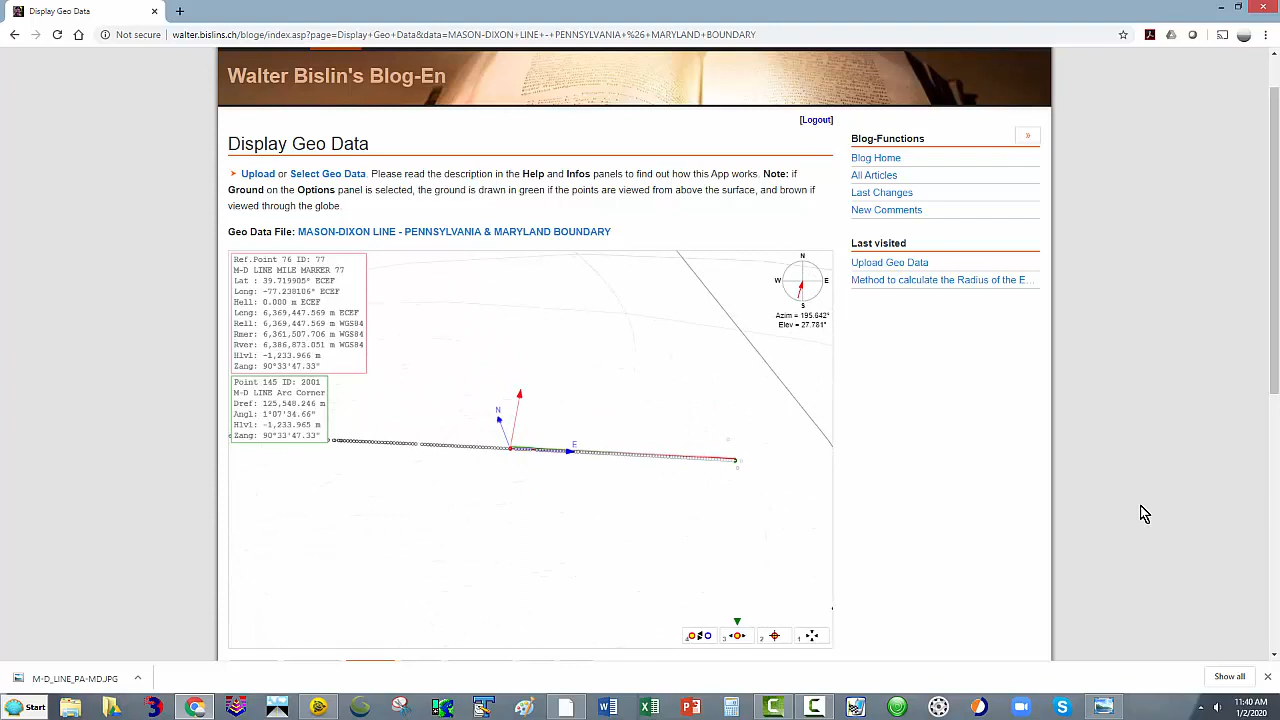 Display Geo Data
Not secure walter.bislins.ch/bloge/index.asp?page=Display+Geo+Data&data=MASON-DIXON+LINE+-+PENNSYLVANIA+%26+MARYLAND+BOUNDARY
Walter Bislin's Blog-En
[Logout]
Display Geo Data
Upload or Select Geo Data. Please read the description in the Help and Infos panels to find out how this App works. Note: if
Ground on the Options panel is selected, the ground is drawn in green if the points are viewed from above the surface, and brown if
viewed through the globe.
Geo Data File: MASON-DIXON LINE - PENNSYLVANIA & MARYLAND BOUNDARY
Ref.Point 76 ID: 77
M-D LINE MILE MARKER 77
Lat : 39.719905° ECEF
Long: -77.238106° ECEF
Hell: 0.000 m ECEF
Leng: 6,369,447.569 m ECEF
Rell: 6,369,447.569 m WGS84
Rmer: 6,361,507.706 m WGS84
Rver: 6,386,873.051 m WGS84
Hlvl: -1,233.966 m
Zang: 90°33'47.33"
Point 145 ID: 2001
M-D LINE Arc Corner
Dref: 125,548.246 m
Angl: 1°07'34.66"
Hlvl: -1,233.965 m
Zang: 90°33'47.33"
N
E
N
W E
S
Azim = 195.642°
Elev = 27.781°
4 3 2 1
Blog-Functions
»
Blog Home
All Articles
Last Changes
New Comments
Last visited
Upload Geo Data
Method to calculate the Radius of the E...
M-D_LINE_PA-MD.JPG
Show all
Start
11:40 AM
1/2/2020